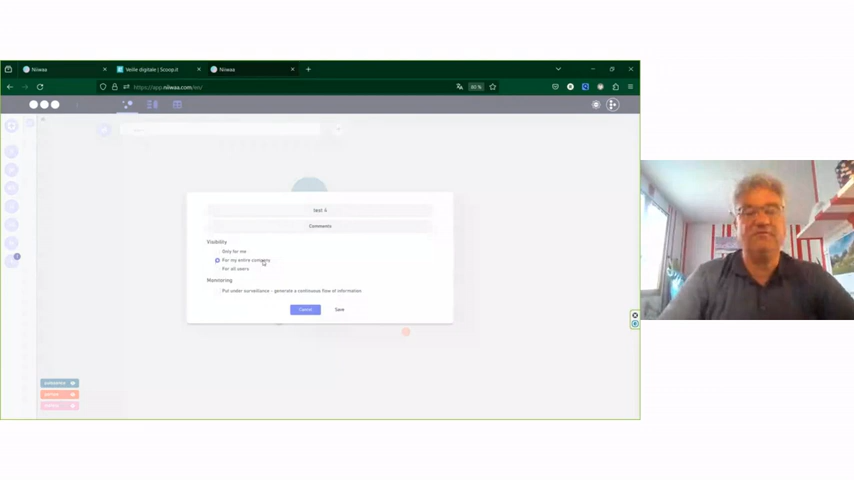 Niiwaa
Veille digitale | Scoop.it
Niiwaa
https://app.niiwaa.com/en/
80 %
test 4
Comments
Visibility
Only for me
For my entire company
For all users
Monitoring
Put under surveillance - generate a continuous flow of information
Cancel
Save